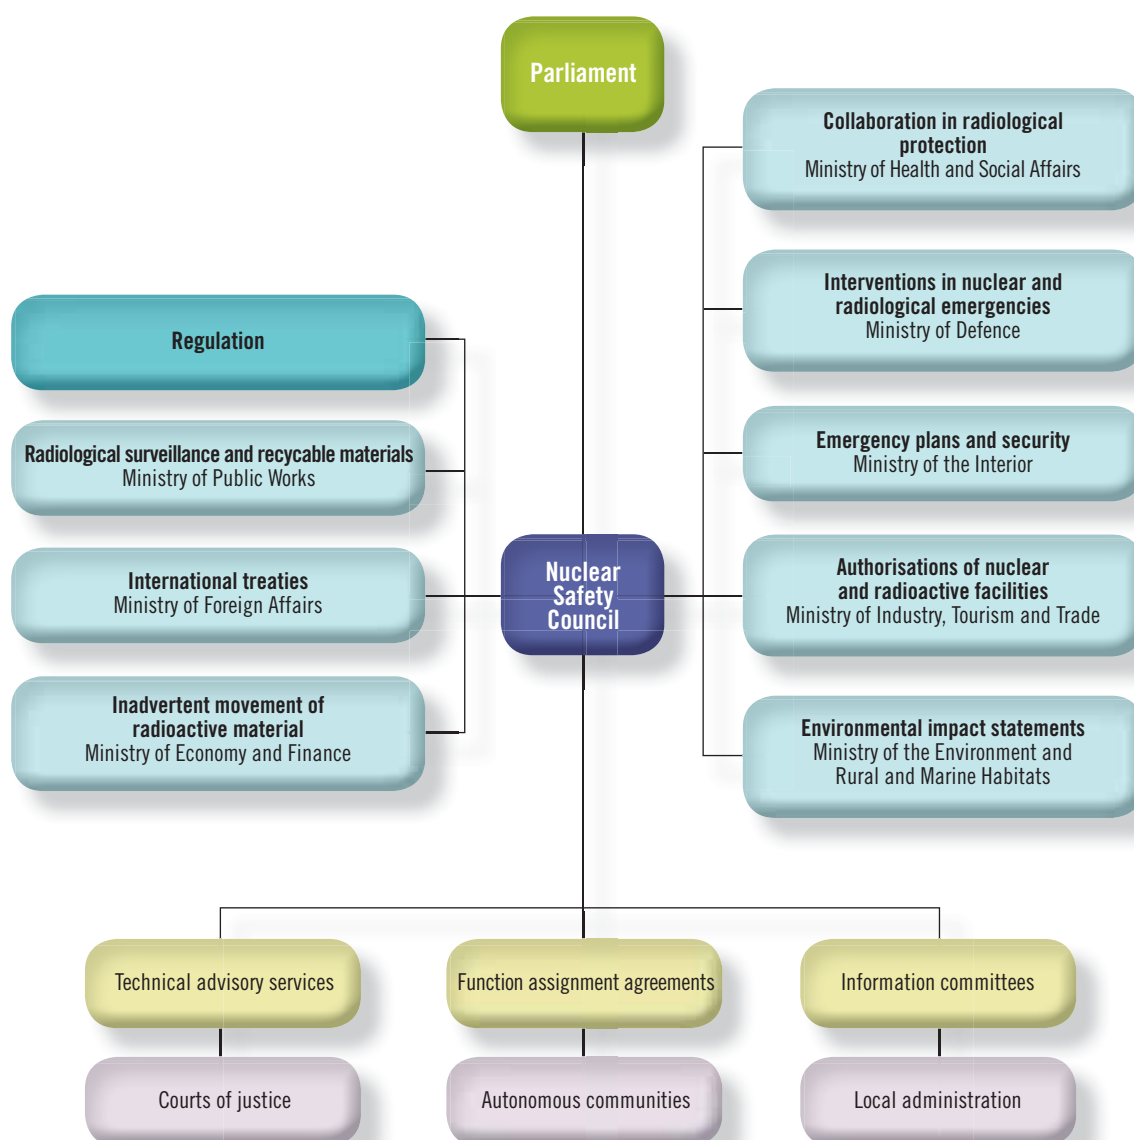 Parliament
Collaboration in radiological
protection
Ministry of Health and Social Affairs
Interventions in nuclear and
radiological emergencies
Ministry of Defence
Regulation
Radiological surveillance and recycable materials
Ministry of Public Works
Emergency plans and security
Ministry of the Interior
International treaties
Ministry of Foreign Affairs
Nuclear
Safety
Council
Authorisations of nuclear
and radioactive facilities
Ministry of Industry, Tourism and Trade
Inadvertent movement of
radioactive material
Ministry of Economy and Finance
Environmental impact statements
Ministry of the Environment and
Rural and Marine Habitats
Technical advisory services
Function assignment agreements
Information committees
Courts of justice
Autonomous communities
Local administration